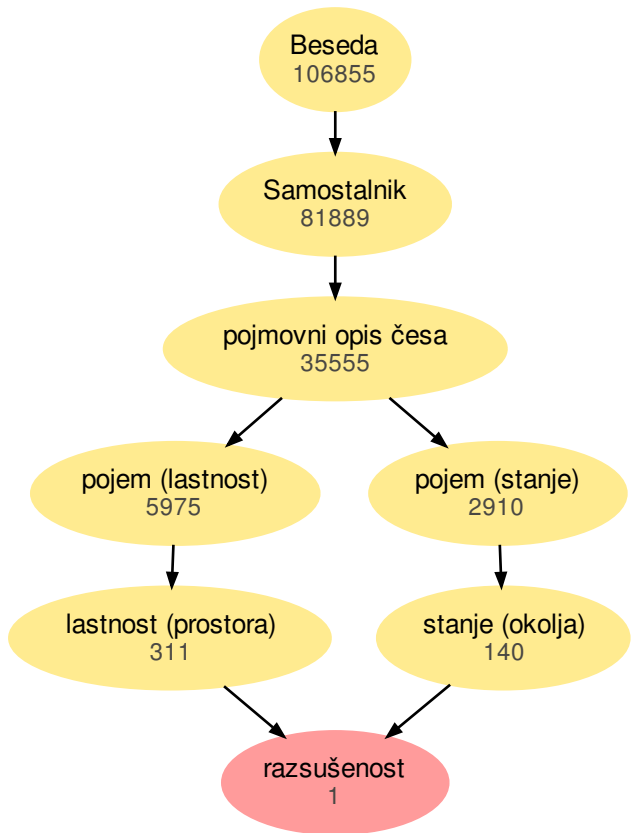 Beseda
106855
Samostalnik
81889
pojmovni opis česa
35555
pojem (lastnost)
5975
pojem (stanje)
2910
lastnost (prostora)
311
stanje (okolja)
140
razsušenost
1